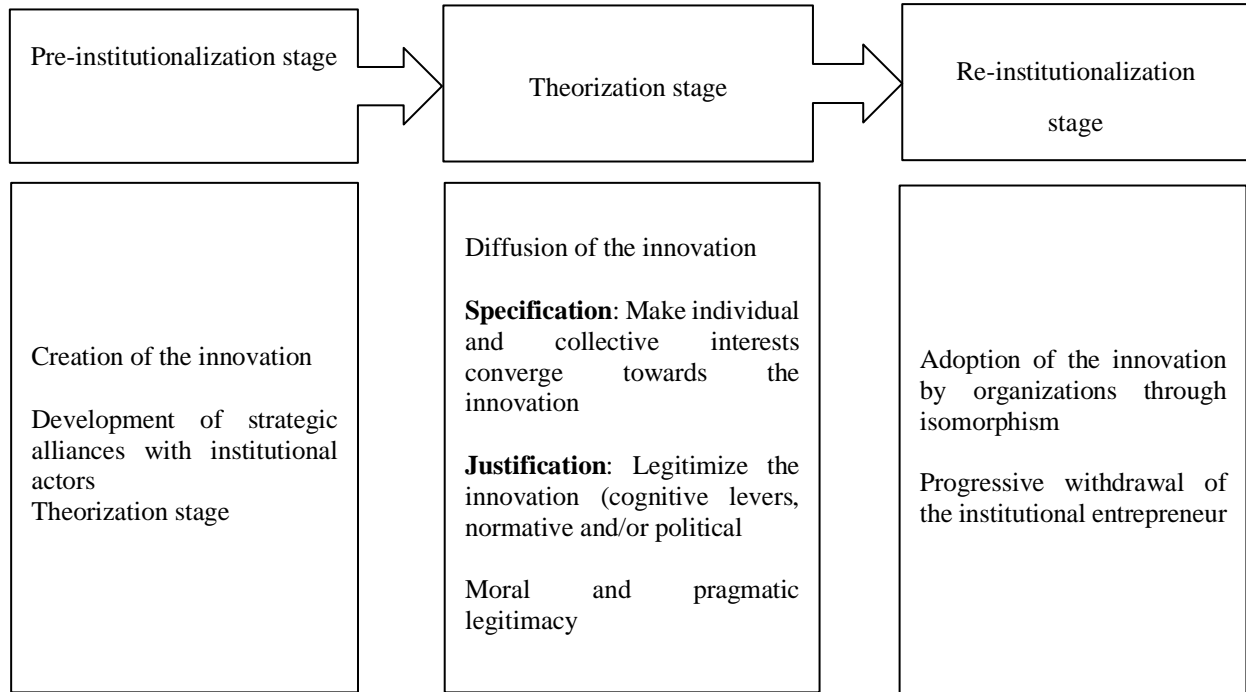 Pre-institutionalization stage
Theorization stage
Re-institutionalization
stage
Creation of the innovation
Development of strategic
alliances with institutional
actors
Theorization stage
Diffusion of the innovation
Specification: Make individual
and collective interests
converge towards the
innovation
Justification: Legitimize the
innovation (cognitive levers,
normative and/or political
Moral and pragmatic
legitimacy
Adoption of the innovation
by organizations through
isomorphism
Progressive withdrawal of
the institutional entrepreneur